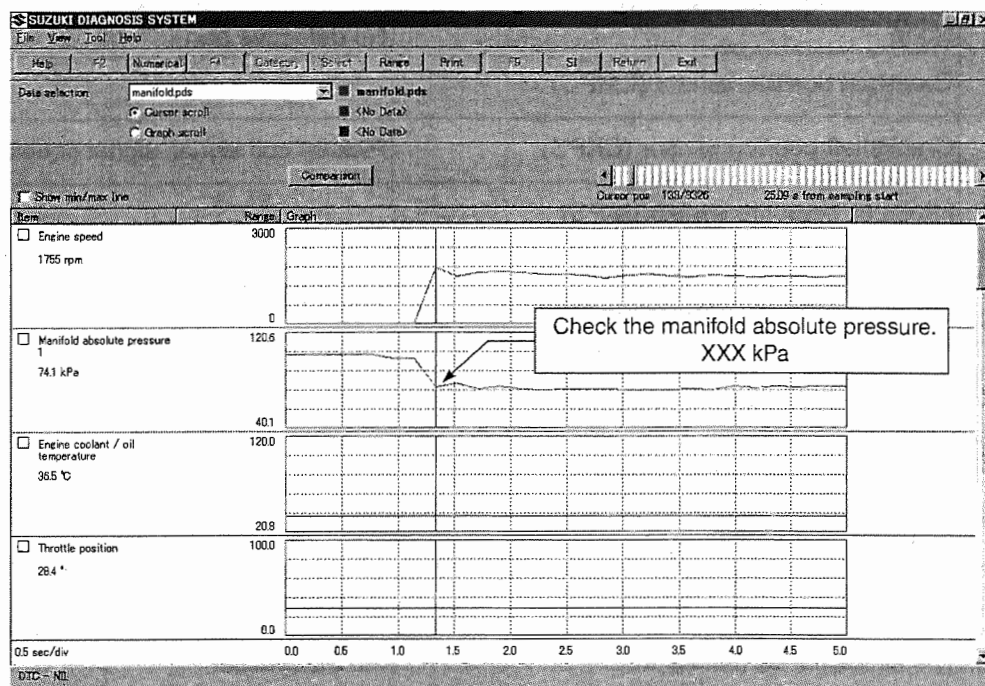 SUZUKI DIAGNOSIS SYSTEM
File View Tool Help
Help F2 Numerical F4 Category Select Range Print F9 SI Return Exit
Data selection manifold.pds manifold.pds
Cursor scroll <No Data>
Graph scroll <No Data>
Comparison
Show min/max line Cursor pos 133/9326 25.09 s from sampling start
Item Range Graph
Engine speed 3000
1755 rpm
0
Manifold absolute pressure 120.6
1
74.1 kPa
Check the manifold absolute pressure.
XXX kPa
40.1
Engine coolant / oil 120.0
temperature
36.5 °C
20.8
Throttle position 100.0
28.4 °
0.0
0.5 sec/div 0.0 0.5 1.0 1.5 2.0 2.5 3.0 3.5 4.0 4.5 5.0
DTC - NIL